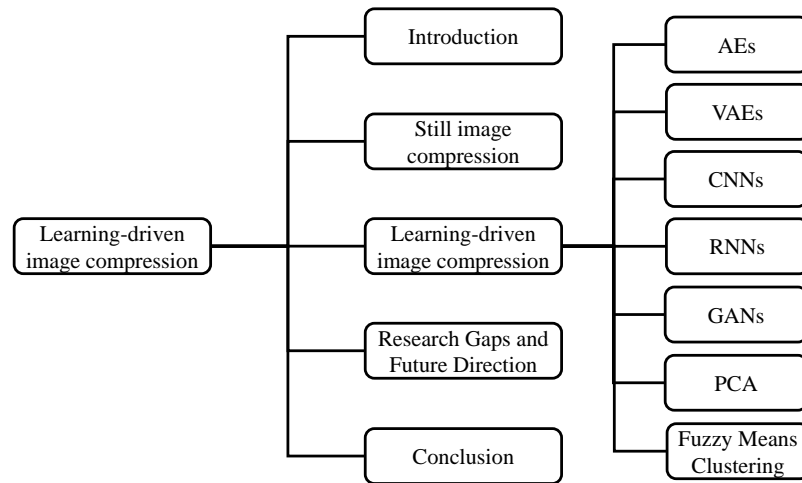 Learning-driven
image compression
Introduction
Still image
compression
Learning-driven
image compression
Research Gaps and
Future Direction
Conclusion
AEs
VAEs
CNNs
RNNs
GANs
PCA
Fuzzy Means
Clustering